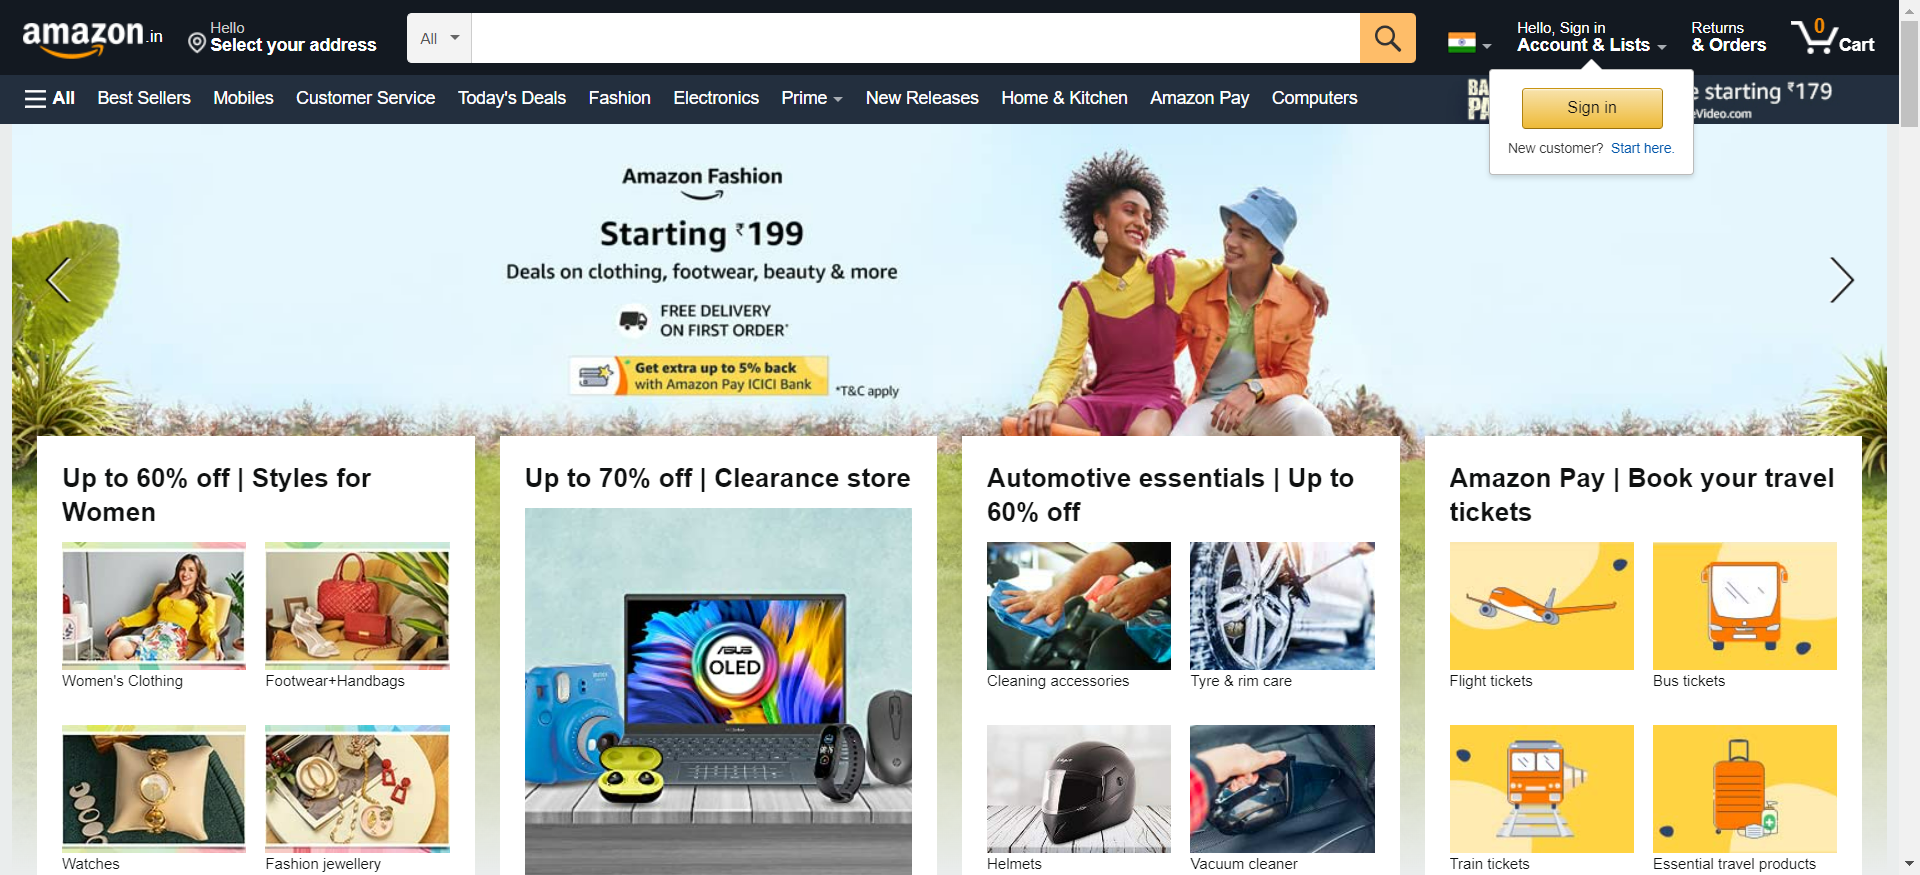 amazon.in
Hello
Select your address
All
Hello, Sign in
Account & Lists
Returns
& Orders
0
Cart
All
Best Sellers
Mobiles
Customer Service
Today's Deals
Fashion
Electronics
Prime
New Releases
Home & Kitchen
Amazon Pay
Computers
starting ₹179
Video.com
Sign in
New customer? Start here.
Amazon Fashion
Starting ₹199
Deals on clothing, footwear, beauty & more
FREE DELIVERY
ON FIRST ORDER*
Get extra up to 5% back
with Amazon Pay ICICI Bank
*T&C apply
Up to 60% off | Styles for
Women
Women's Clothing
Footwear+Handbags
Watches
Fashion jewellery
Up to 70% off | Clearance store
ASUS
OLED
Automotive essentials | Up to
60% off
Cleaning accessories
Tyre & rim care
Helmets
Vacuum cleaner
Amazon Pay | Book your travel
tickets
Flight tickets
Bus tickets
Train tickets
Essential travel products